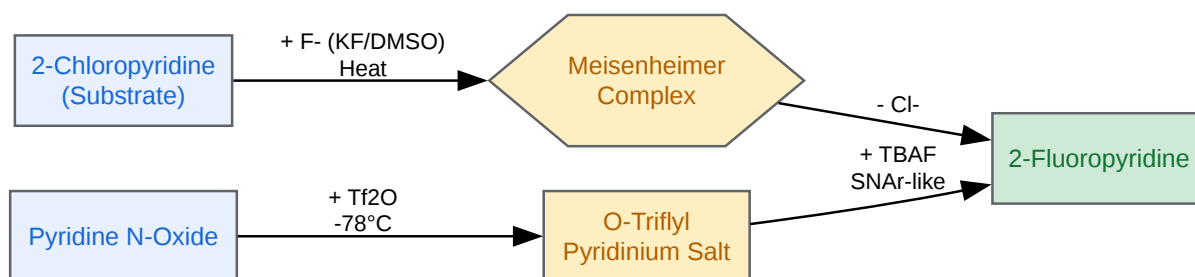 2-Chloropyridine
(Substrate)
+ F- (KF/DMSO)
Heat
Meisenheimer
Complex
- Cl-
2-Fluoropyridine
+ TBAF
SNAr-like
Pyridine N-Oxide
+ Tf2O
-78°C
O-Triflyl
Pyridinium Salt